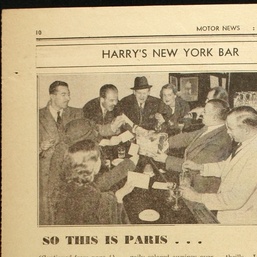 10 MOTOR NEWS :
HARRY'S NEW YORK BAR
SO THIS IS PARIS . . .